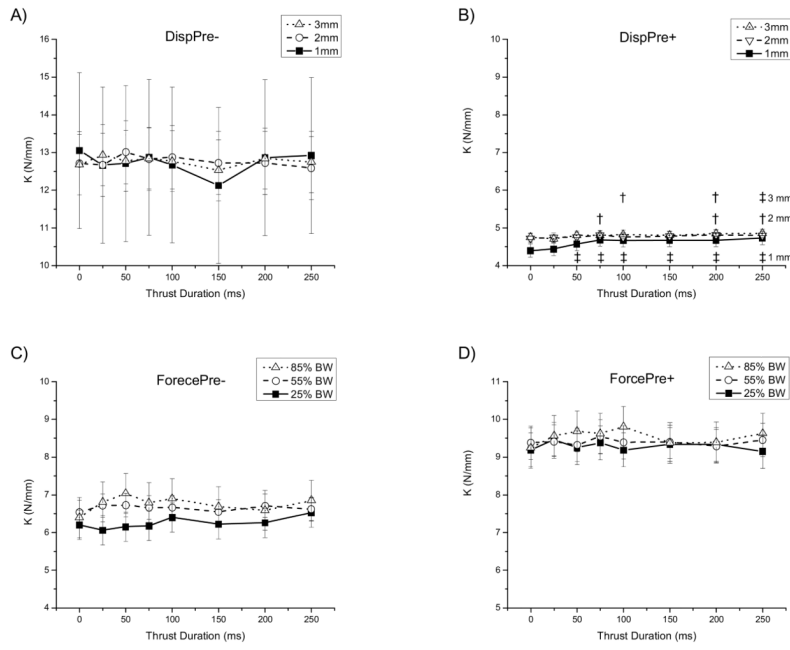 A)
DispPre-
3mm
2mm
1mm
K (N/mm)
16
15
14
13
12
11
10
0 50 100 150 200 250
Thrust Duration (ms)
B)
DispPre+
3mm
2mm
1mm
K (N/mm)
10
9
8
7
6
5
4
† † ‡ 3 mm
† † † 2 mm
‡ ‡ ‡ ‡ ‡ ‡ 1 mm
0 50 100 150 200 250
Thrust Duration (ms)
C)
ForecePre-
85% BW
55% BW
25% BW
K (N/mm)
10
9
8
7
6
5
4
0 50 100 150 200 250
Thrust Duration (ms)
D)
ForcePre+
85% BW
55% BW
25% BW
K (N/mm)
11
10
9
8
7
6
5
0 50 100 150 200 250
Thrust Duration (ms)